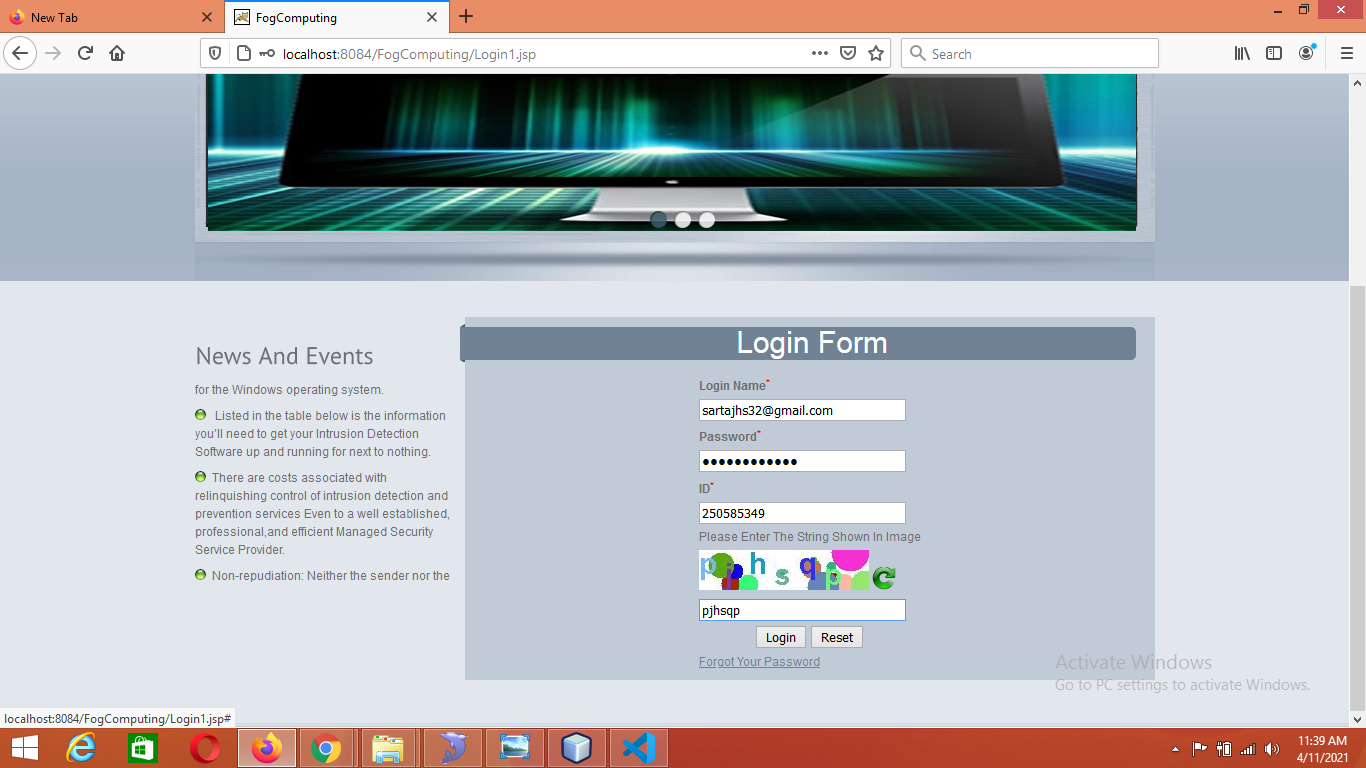 New Tab
FogComputing
localhost:8084/FogComputing/Login1.jsp
Search
News And Events
for the Windows operating system.
Listed in the table below is the information
you'll need to get your Intrusion Detection
Software up and running for next to nothing.
There are costs associated with
relinquishing control of intrusion detection and
prevention services Even to a well established,
professional,and efficient Managed Security
Service Provider.
Non-repudiation: Neither the sender nor the
Login Form
Login Name*
sartajhs32@gmail.com
Password*
••••••••••••
ID*
250585349
Please Enter The String Shown In Image
pjhsqp
pjhsqp
Login Reset
Forgot Your Password
Activate Windows
Go to PC settings to activate Windows.
localhost:8084/FogComputing/Login1.jsp#
11:39 AM
4/11/2021